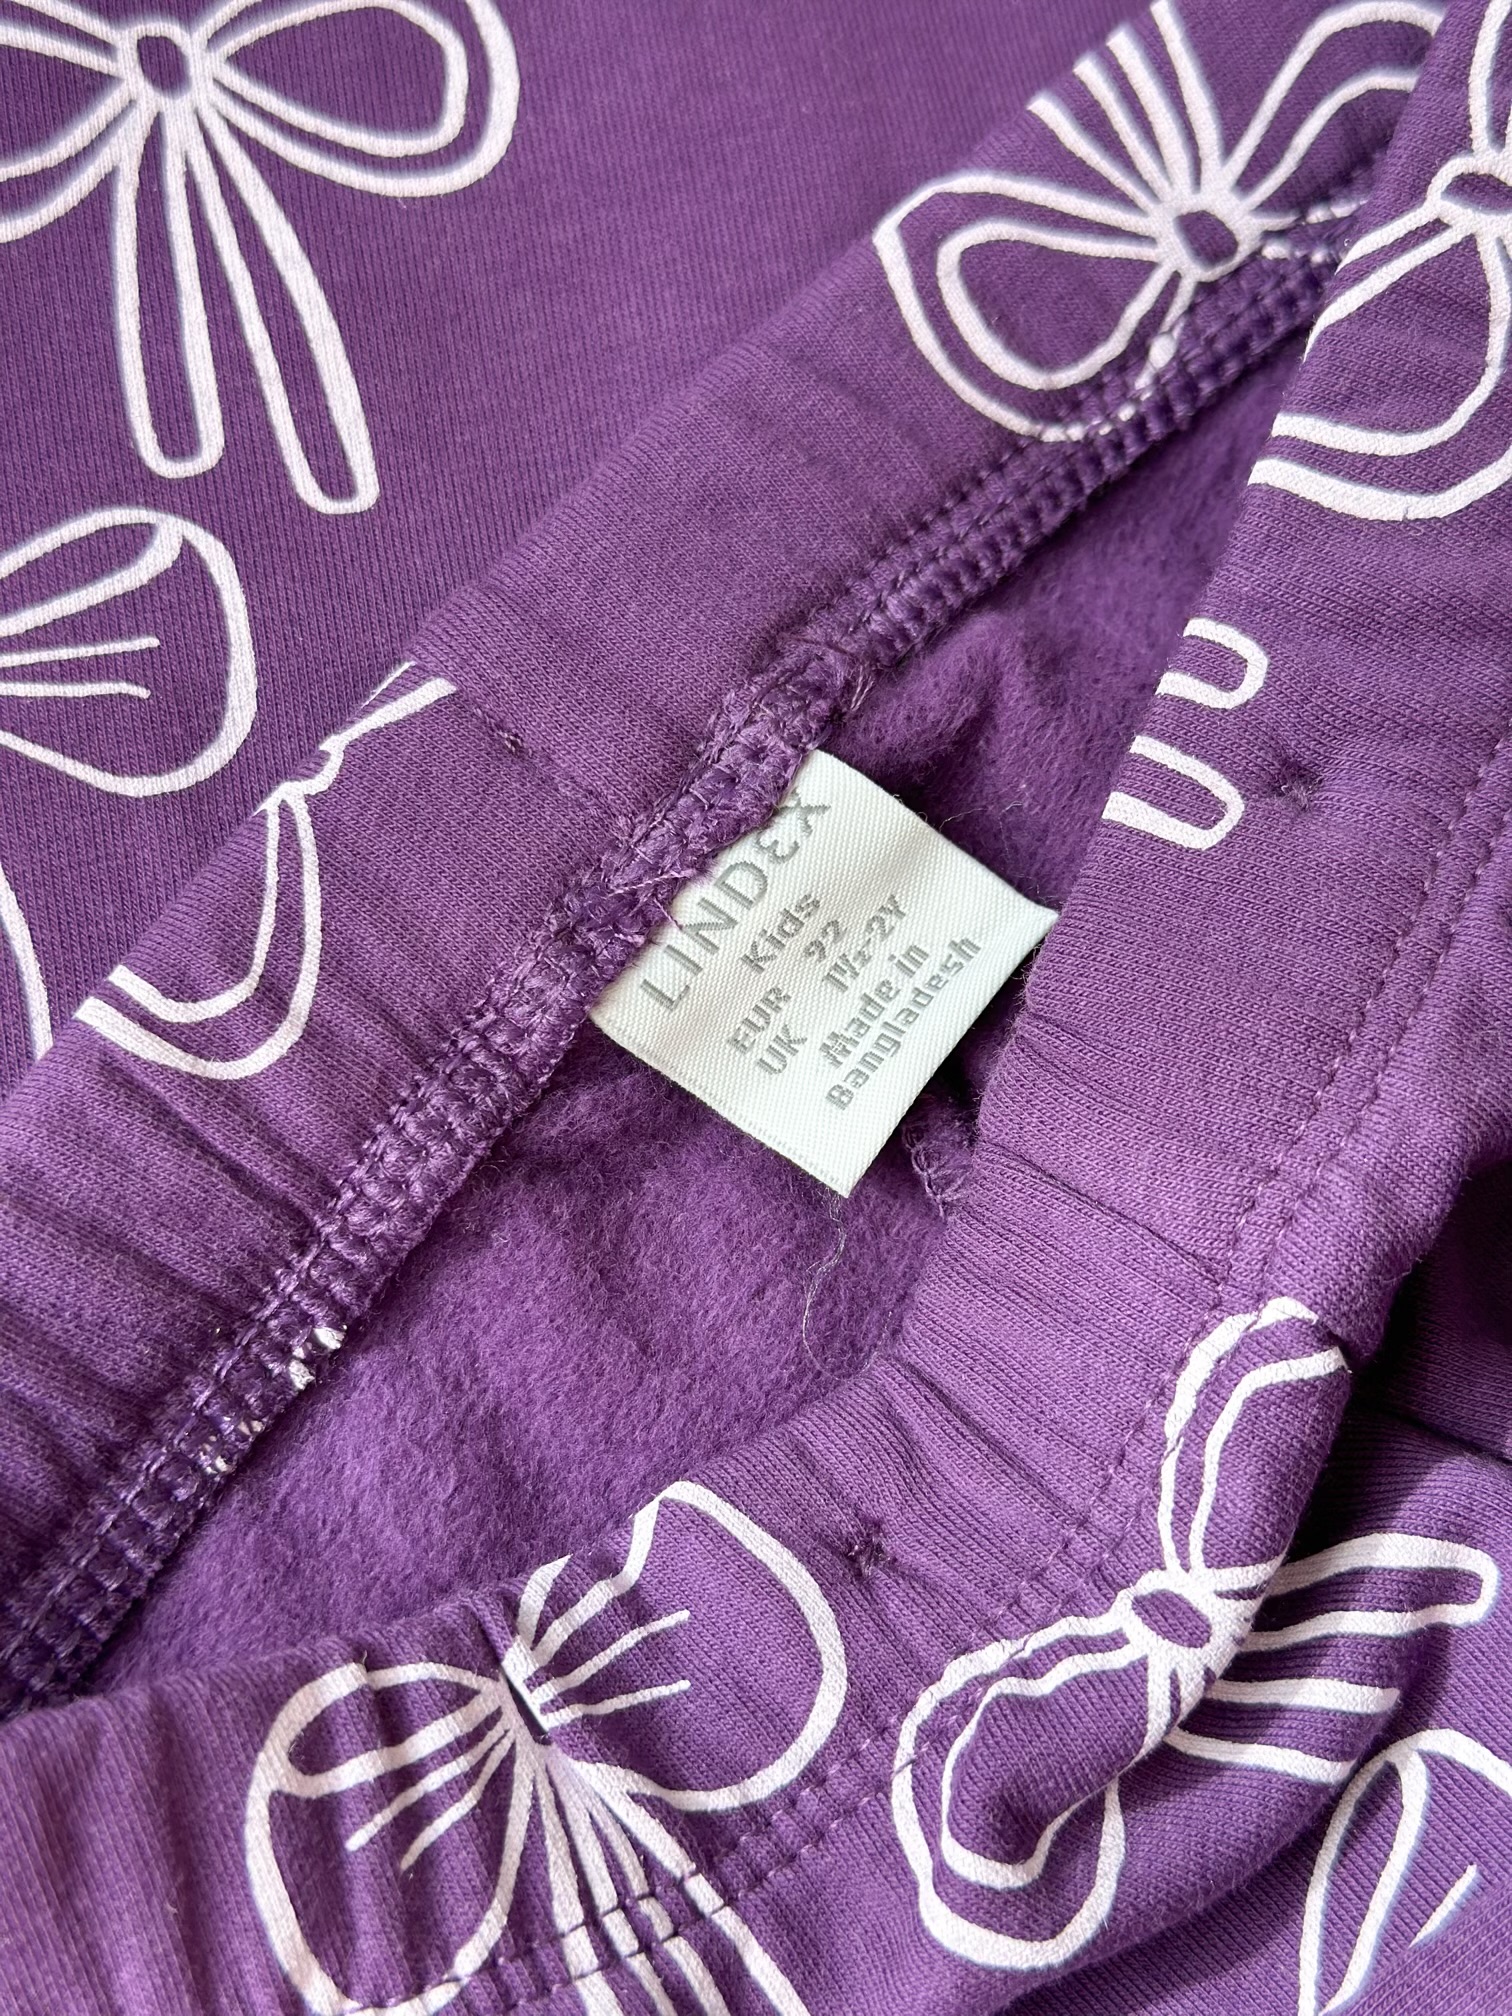 LINDEX
Kids
EUR 92
UK 1½-2Y
Made in
Bangladesh